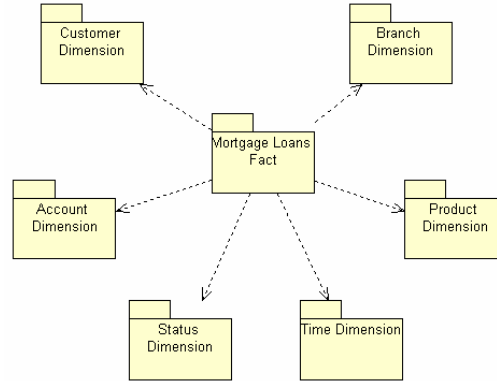 Customer
Dimension
Branch
Dimension
Mortgage Loans
Fact
Account
Dimension
Product
Dimension
Status
Dimension
Time Dimension